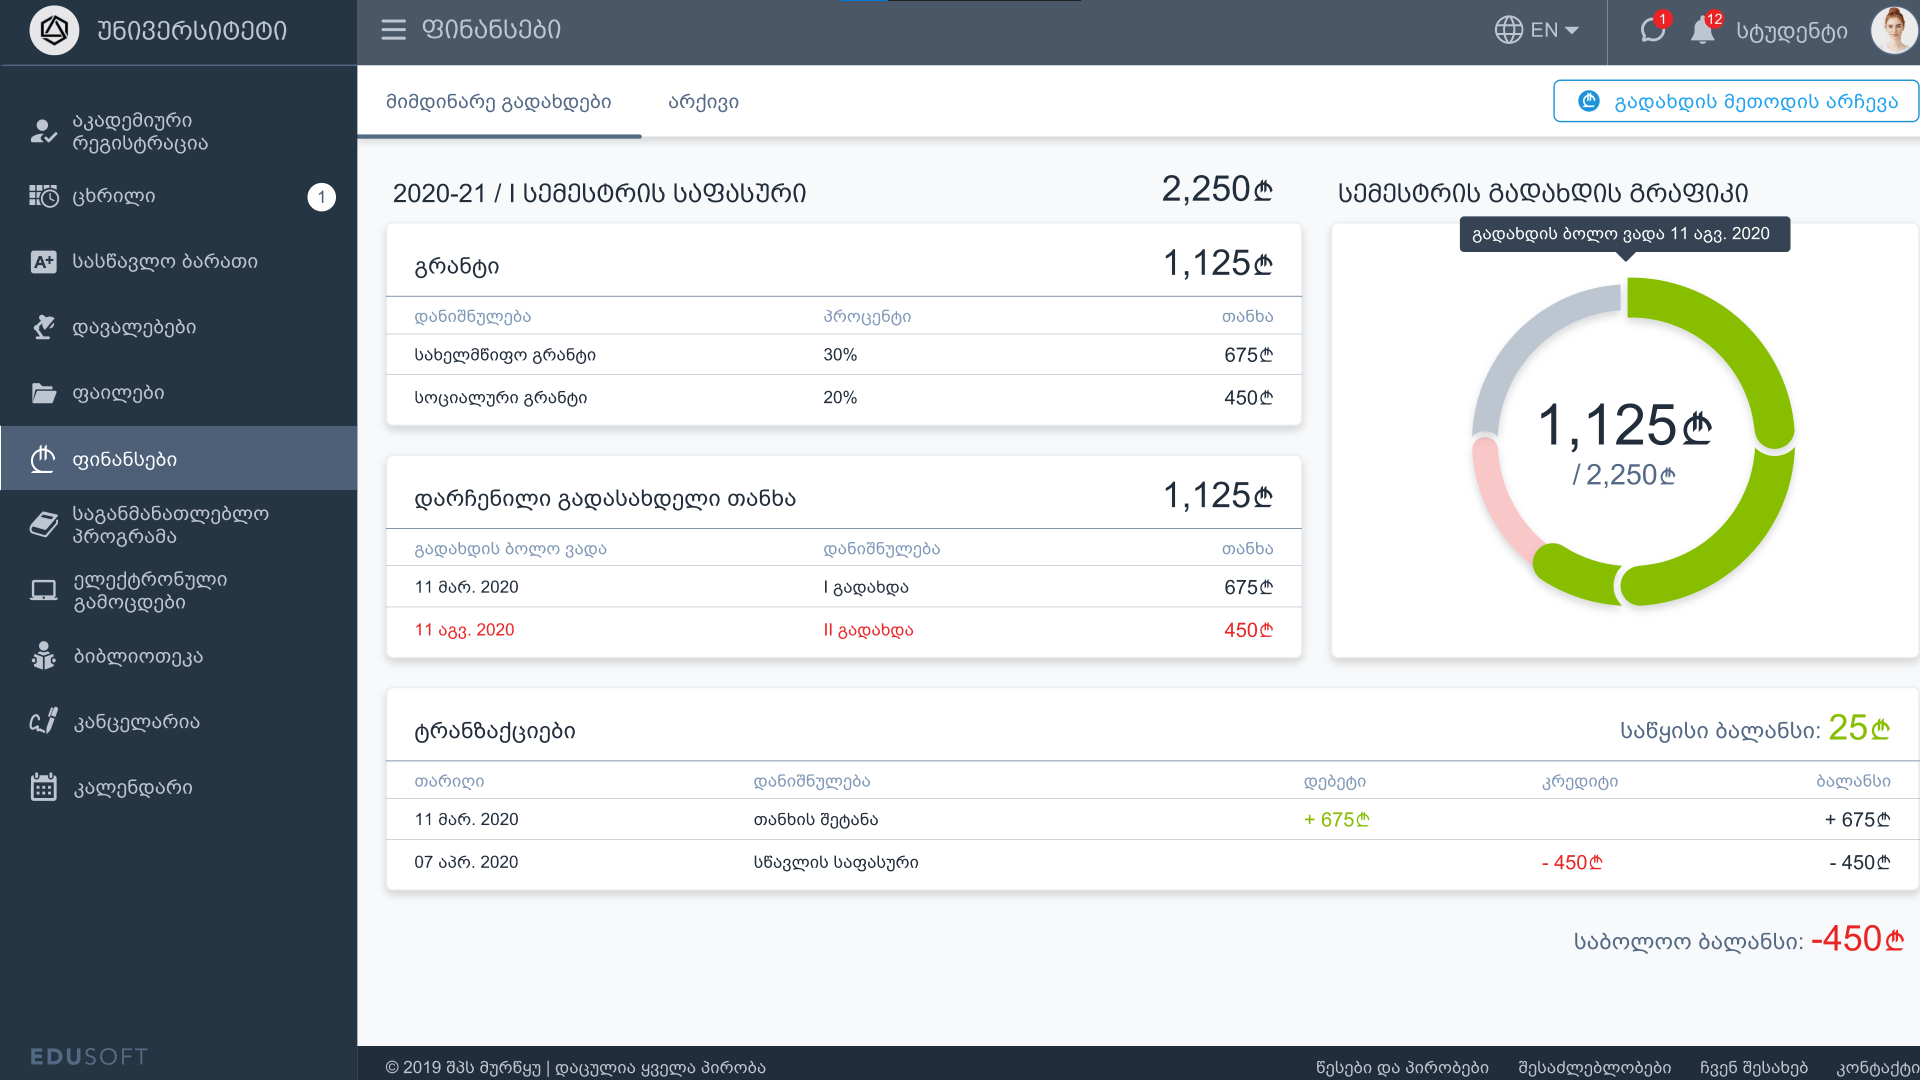 უნივერსიტეტი
ფინანსები
EN
1
12
სტუდენტი
აკადემიური
რეგისტრაცია
ცხრილი
1
სასწავლო ბარათი
დავალებები
ფაილები
ფინანსები
საგანმანათლებლო
პროგრამა
ელექტრონული
გამოცდები
ბიბლიოთეკა
კანცელარია
კალენდარი
EDUSOFT
მიმდინარე გადახდები
არქივი
გადახდის მეთოდის არჩევა
2020-21 / I სემესტრის საფასური 2,250₾
გრანტი 1,125₾
დანიშნულება პროცენტი თანხა
სახელმწიფო გრანტი 30% 675₾
სოციალური გრანტი 20% 450₾
დარჩენილი გადასახდელი თანხა 1,125₾
გადახდის ბოლო ვადა დანიშნულება თანხა
11 მარ. 2020 I გადახდა 675₾
11 აგვ. 2020 II გადახდა 450₾
სემესტრის გადახდის გრაფიკი
გადახდის ბოლო ვადა 11 აგვ. 2020
1,125₾
/ 2,250₾
ტრანზაქციები საწყისი ბალანსი: 25₾
თარიღი დანიშნულება დებეტი კრედიტი ბალანსი
11 მარ. 2020 თანხის შეტანა + 675₾ + 675₾
07 აპრ. 2020 სწავლის საფასური - 450₾ - 450₾
საბოლოო ბალანსი: -450₾
© 2019 შპს მურწყუ | დაცულია ყველა პირობა
წესები და პირობები შესაძლებლობები ჩვენ შესახებ კონტაქტი